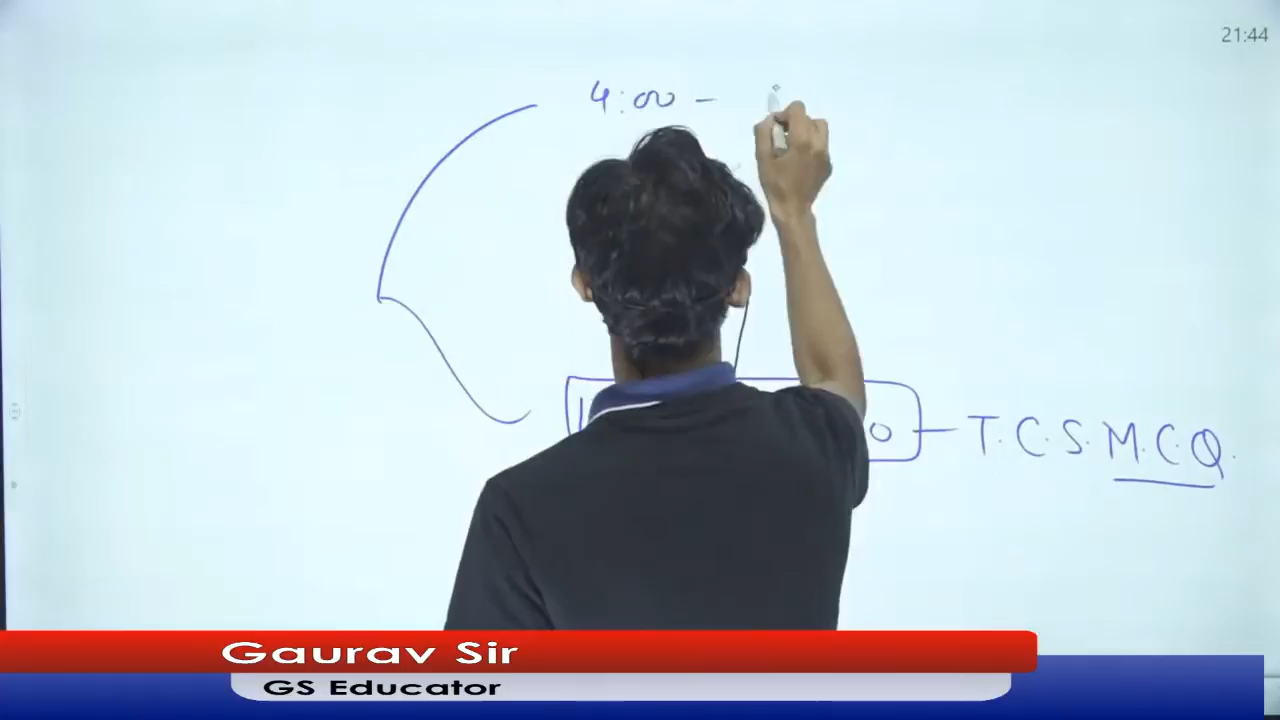 21:44
4:00 -
T.C.S. M.C.Q.
Gaurav Sir
GS Educator